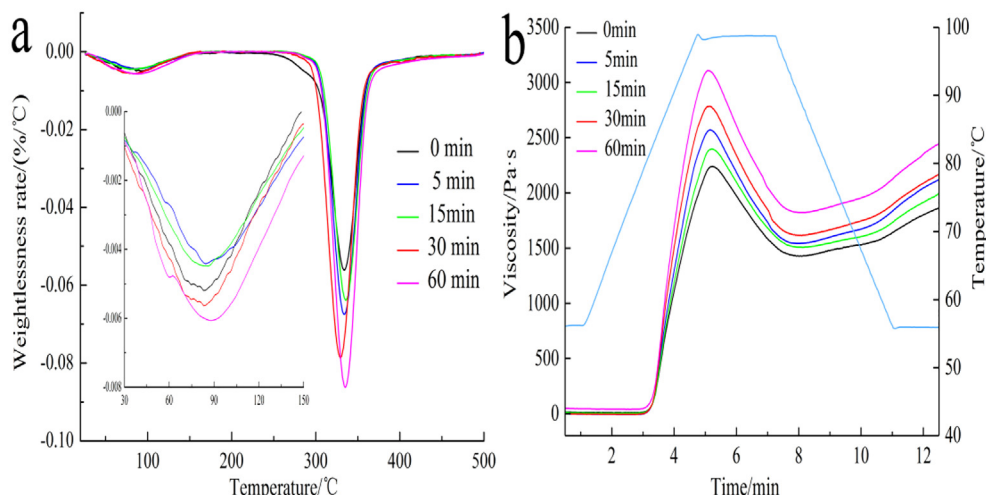 a
Weightlessness rate/(%/℃)
0.00
-0.02
-0.04
-0.06
-0.08
-0.10
0.000
-0.002
-0.004
-0.006
-0.008
30 60 90 120 150
0 min
5 min
15min
30 min
60 min
100 200 300 400 500
Temperature/℃
b
Viscosity/Pa·s
3500
3000
2500
2000
1500
1000
500
0
0min
5min
15min
30min
60min
2 4 6 8 10 12
Time/min
100
90
80
70
60
50
40
Temperature/℃